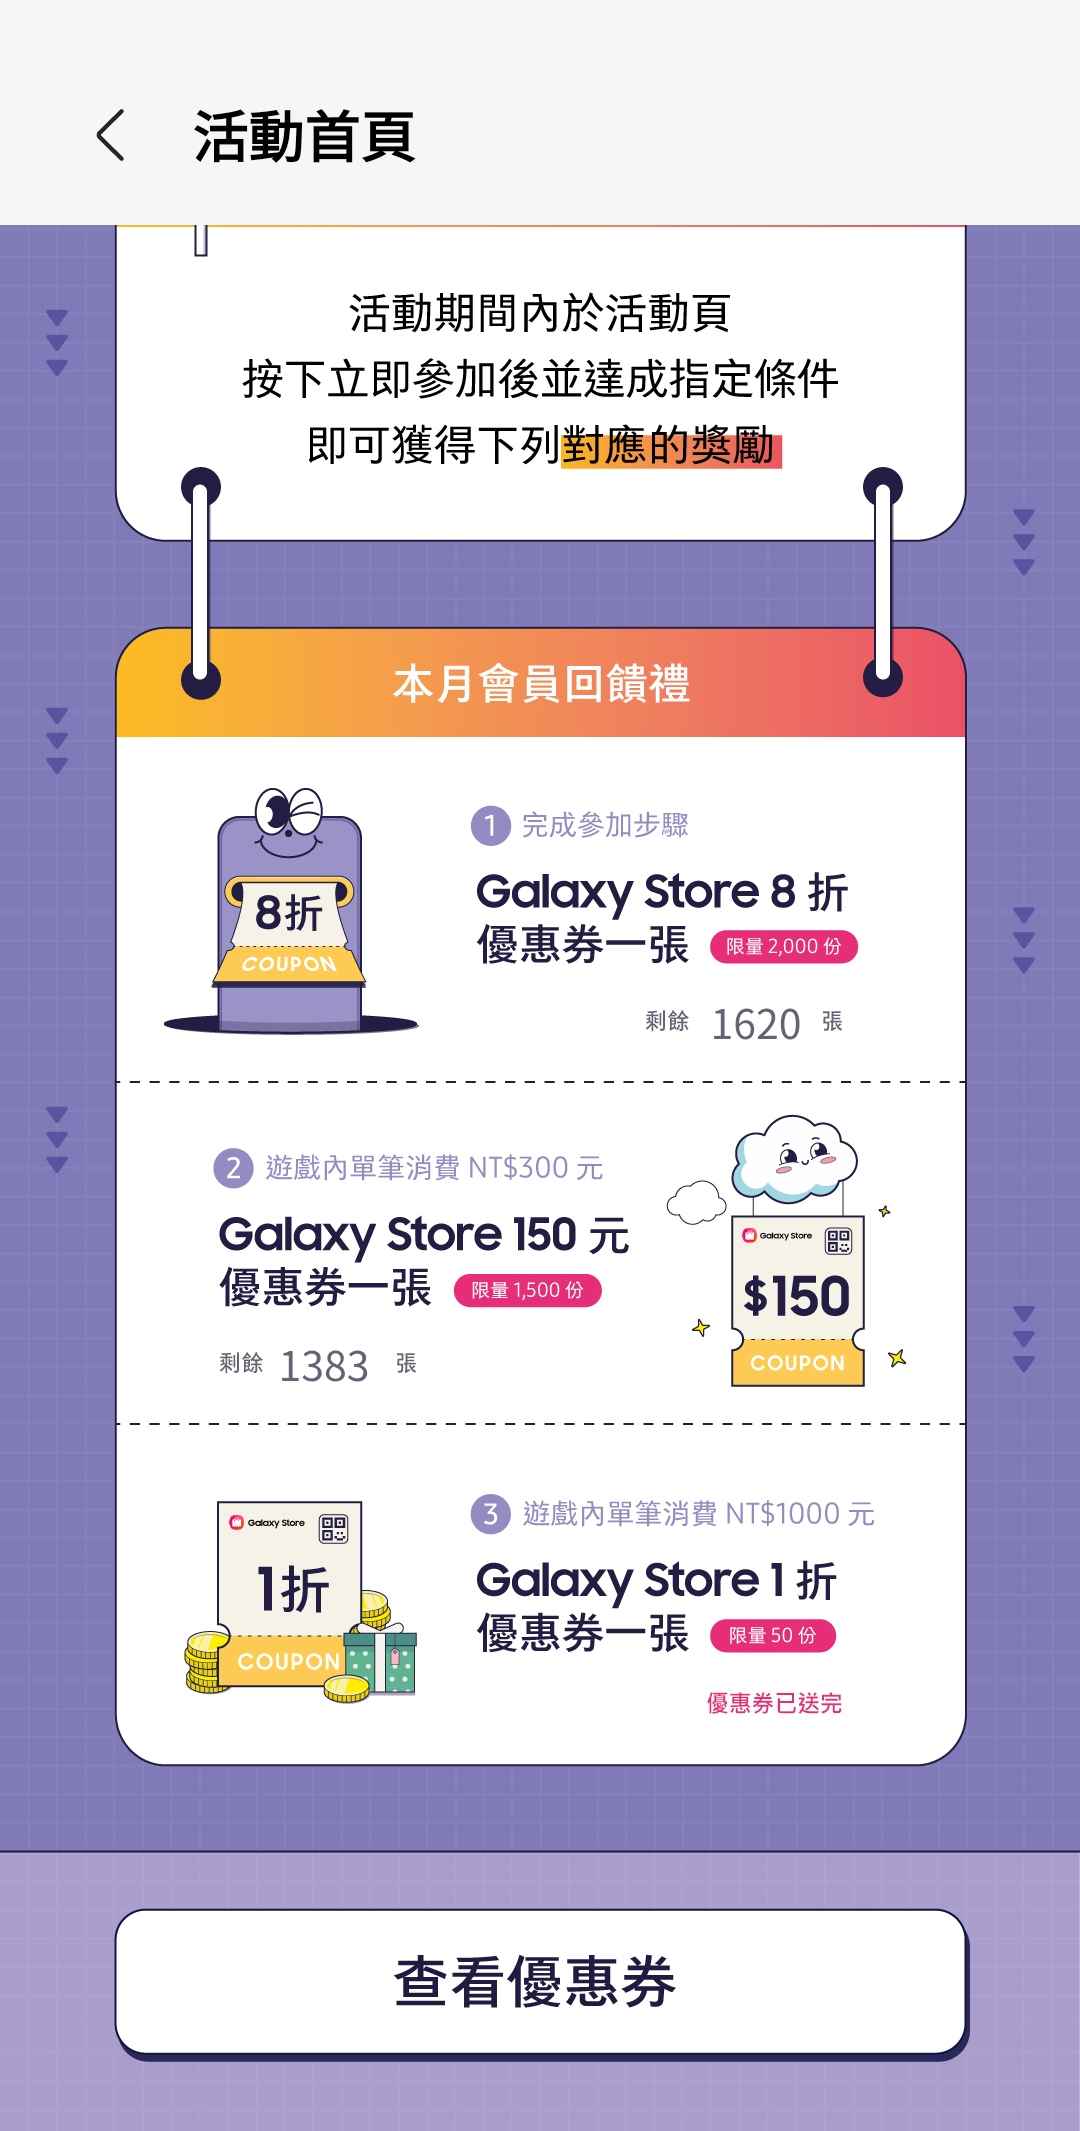 活動首頁
活動期間內於活動頁
按下立即參加後並達成指定條件
即可獲得下列對應的獎勵
本月會員回饋禮
8折
COUPON
1 完成參加步驟
Galaxy Store 8 折
優惠券一張 限量 2,000 份
剩餘 1620 張
2 遊戲內單筆消費 NT$300 元
Galaxy Store 150 元
優惠券一張 限量 1,500 份
剩餘 1383 張
Galaxy Store
$150
COUPON
Galaxy Store
1折
COUPON
3 遊戲內單筆消費 NT$1000 元
Galaxy Store 1 折
優惠券一張 限量 50 份
優惠券已送完
查看優惠券